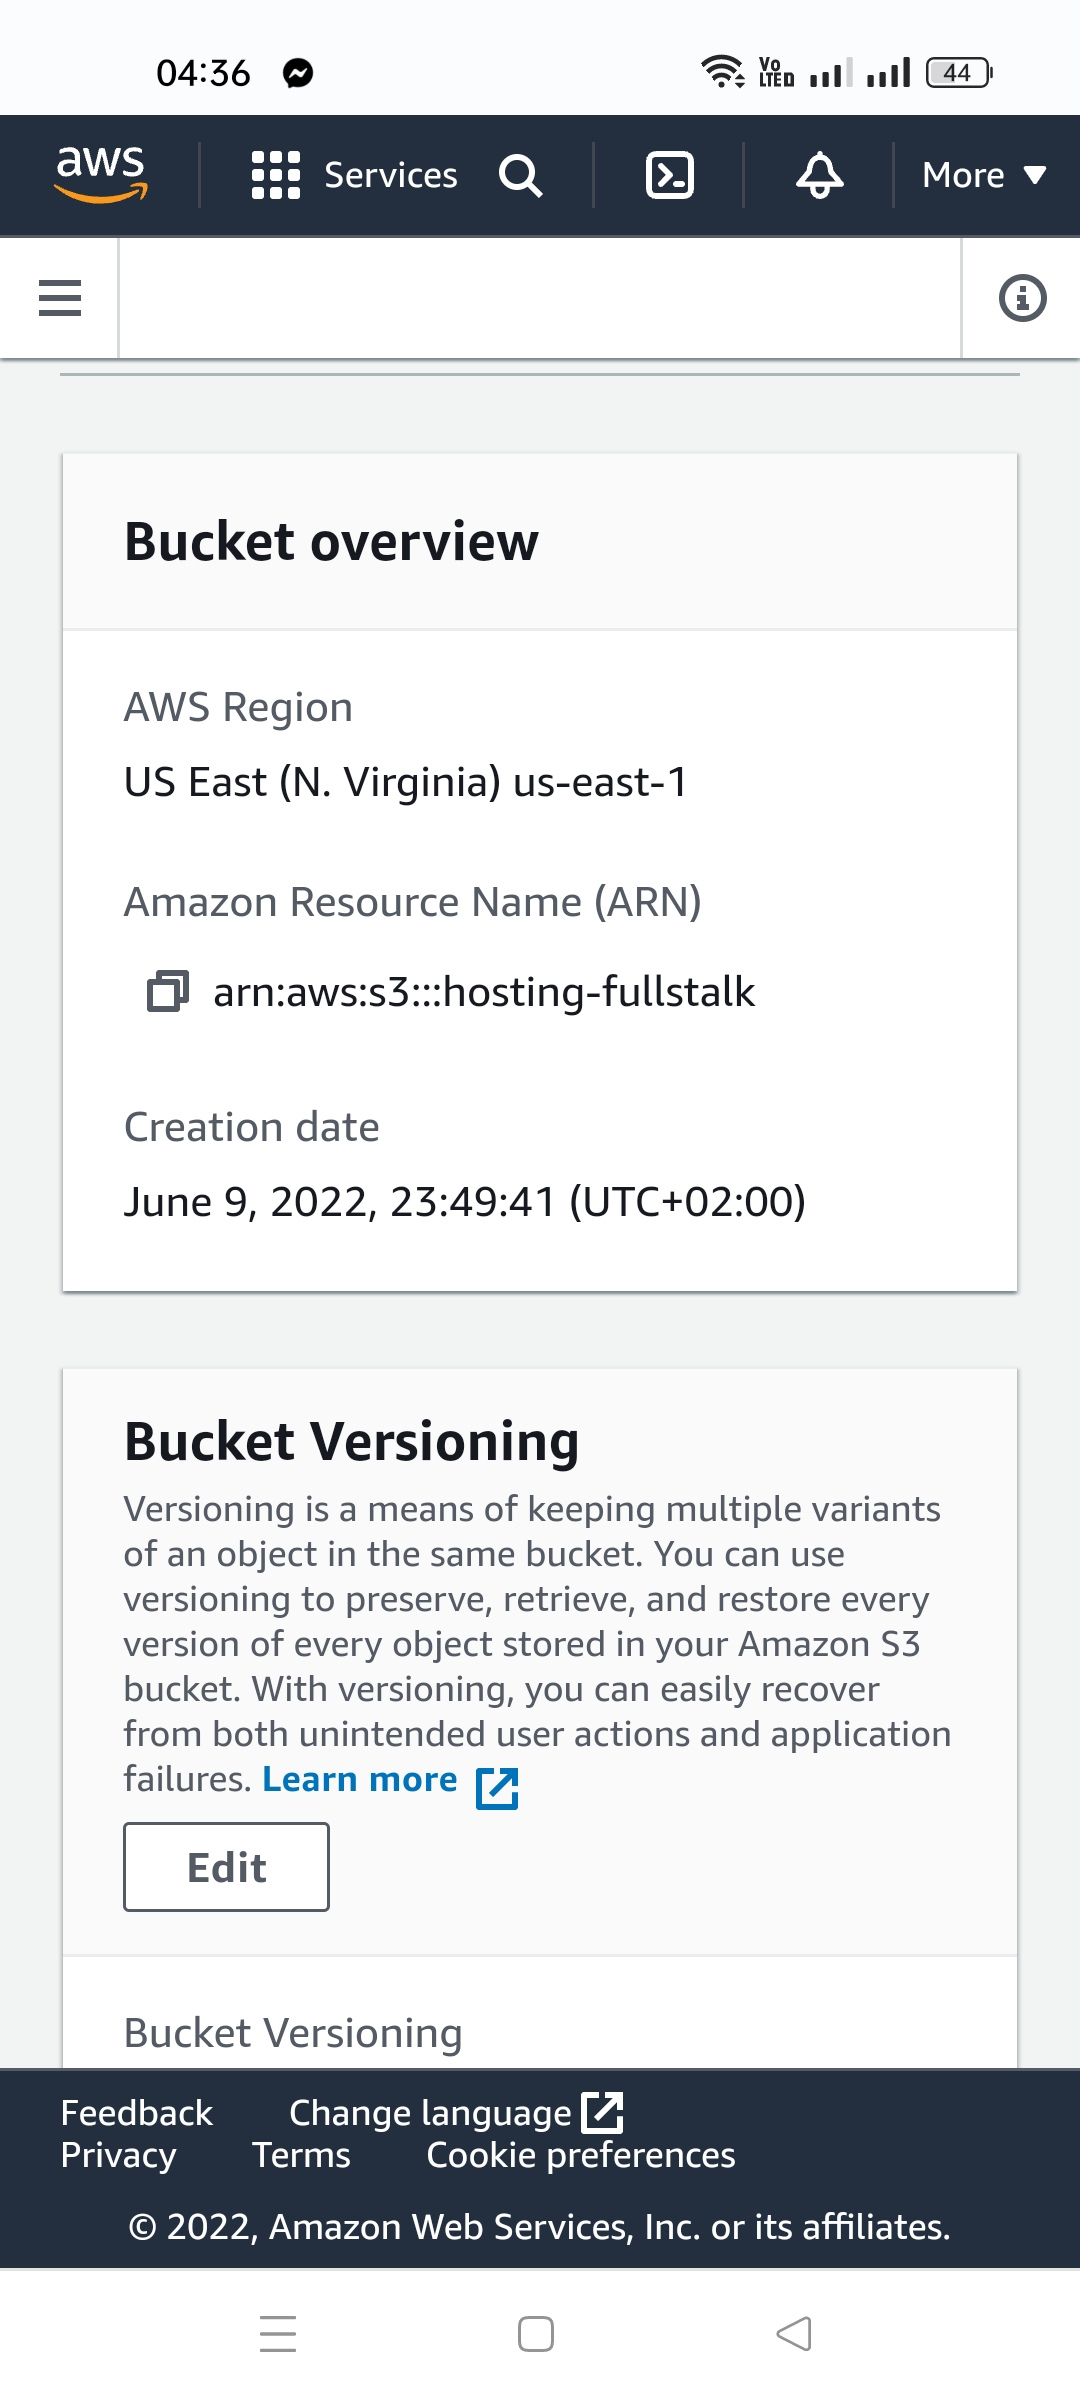 04:36
Vo
LTE
44
aws
Services
More
Bucket overview
AWS Region
US East (N. Virginia) us-east-1
Amazon Resource Name (ARN)
arn:aws:s3:::hosting-fullstalk
Creation date
June 9, 2022, 23:49:41 (UTC+02:00)
Bucket Versioning
Versioning is a means of keeping multiple variants
of an object in the same bucket. You can use
versioning to preserve, retrieve, and restore every
version of every object stored in your Amazon S3
bucket. With versioning, you can easily recover
from both unintended user actions and application
failures. Learn more
Edit
Bucket Versioning
Feedback Change language
Privacy Terms Cookie preferences
© 2022, Amazon Web Services, Inc. or its affiliates.